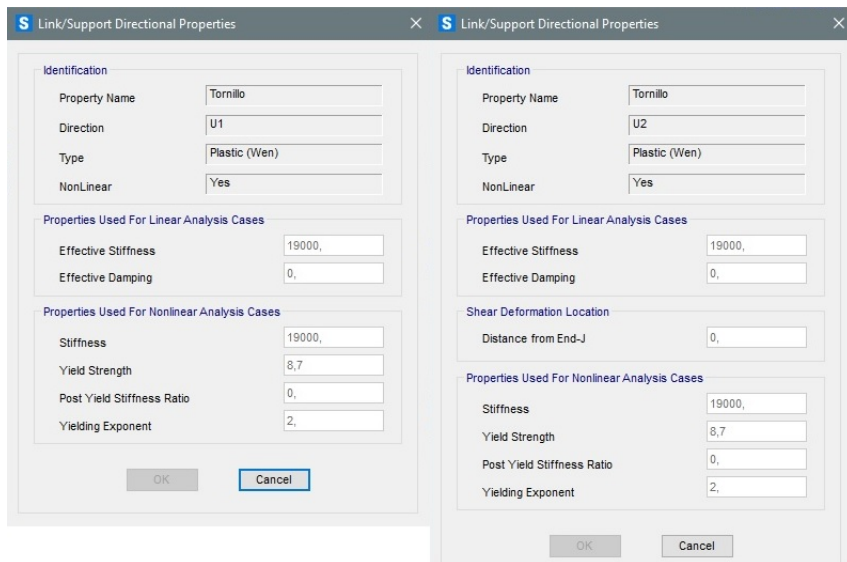 S Link/Support Directional Properties
Identification
Property Name Tornillo
Direction U1
Type Plastic (Wen)
NonLinear Yes
Properties Used For Linear Analysis Cases
Effective Stiffness 19000,
Effective Damping 0,
Properties Used For Nonlinear Analysis Cases
Stiffness 19000,
Yield Strength 8,7
Post Yield Stiffness Ratio 0,
Yielding Exponent 2,
OK Cancel
S Link/Support Directional Properties
Identification
Property Name Tornillo
Direction U2
Type Plastic (Wen)
NonLinear Yes
Properties Used For Linear Analysis Cases
Effective Stiffness 19000,
Effective Damping 0,
Shear Deformation Location
Distance from End-J 0,
Properties Used For Nonlinear Analysis Cases
Stiffness 19000,
Yield Strength 8,7
Post Yield Stiffness Ratio 0,
Yielding Exponent 2,
OK Cancel